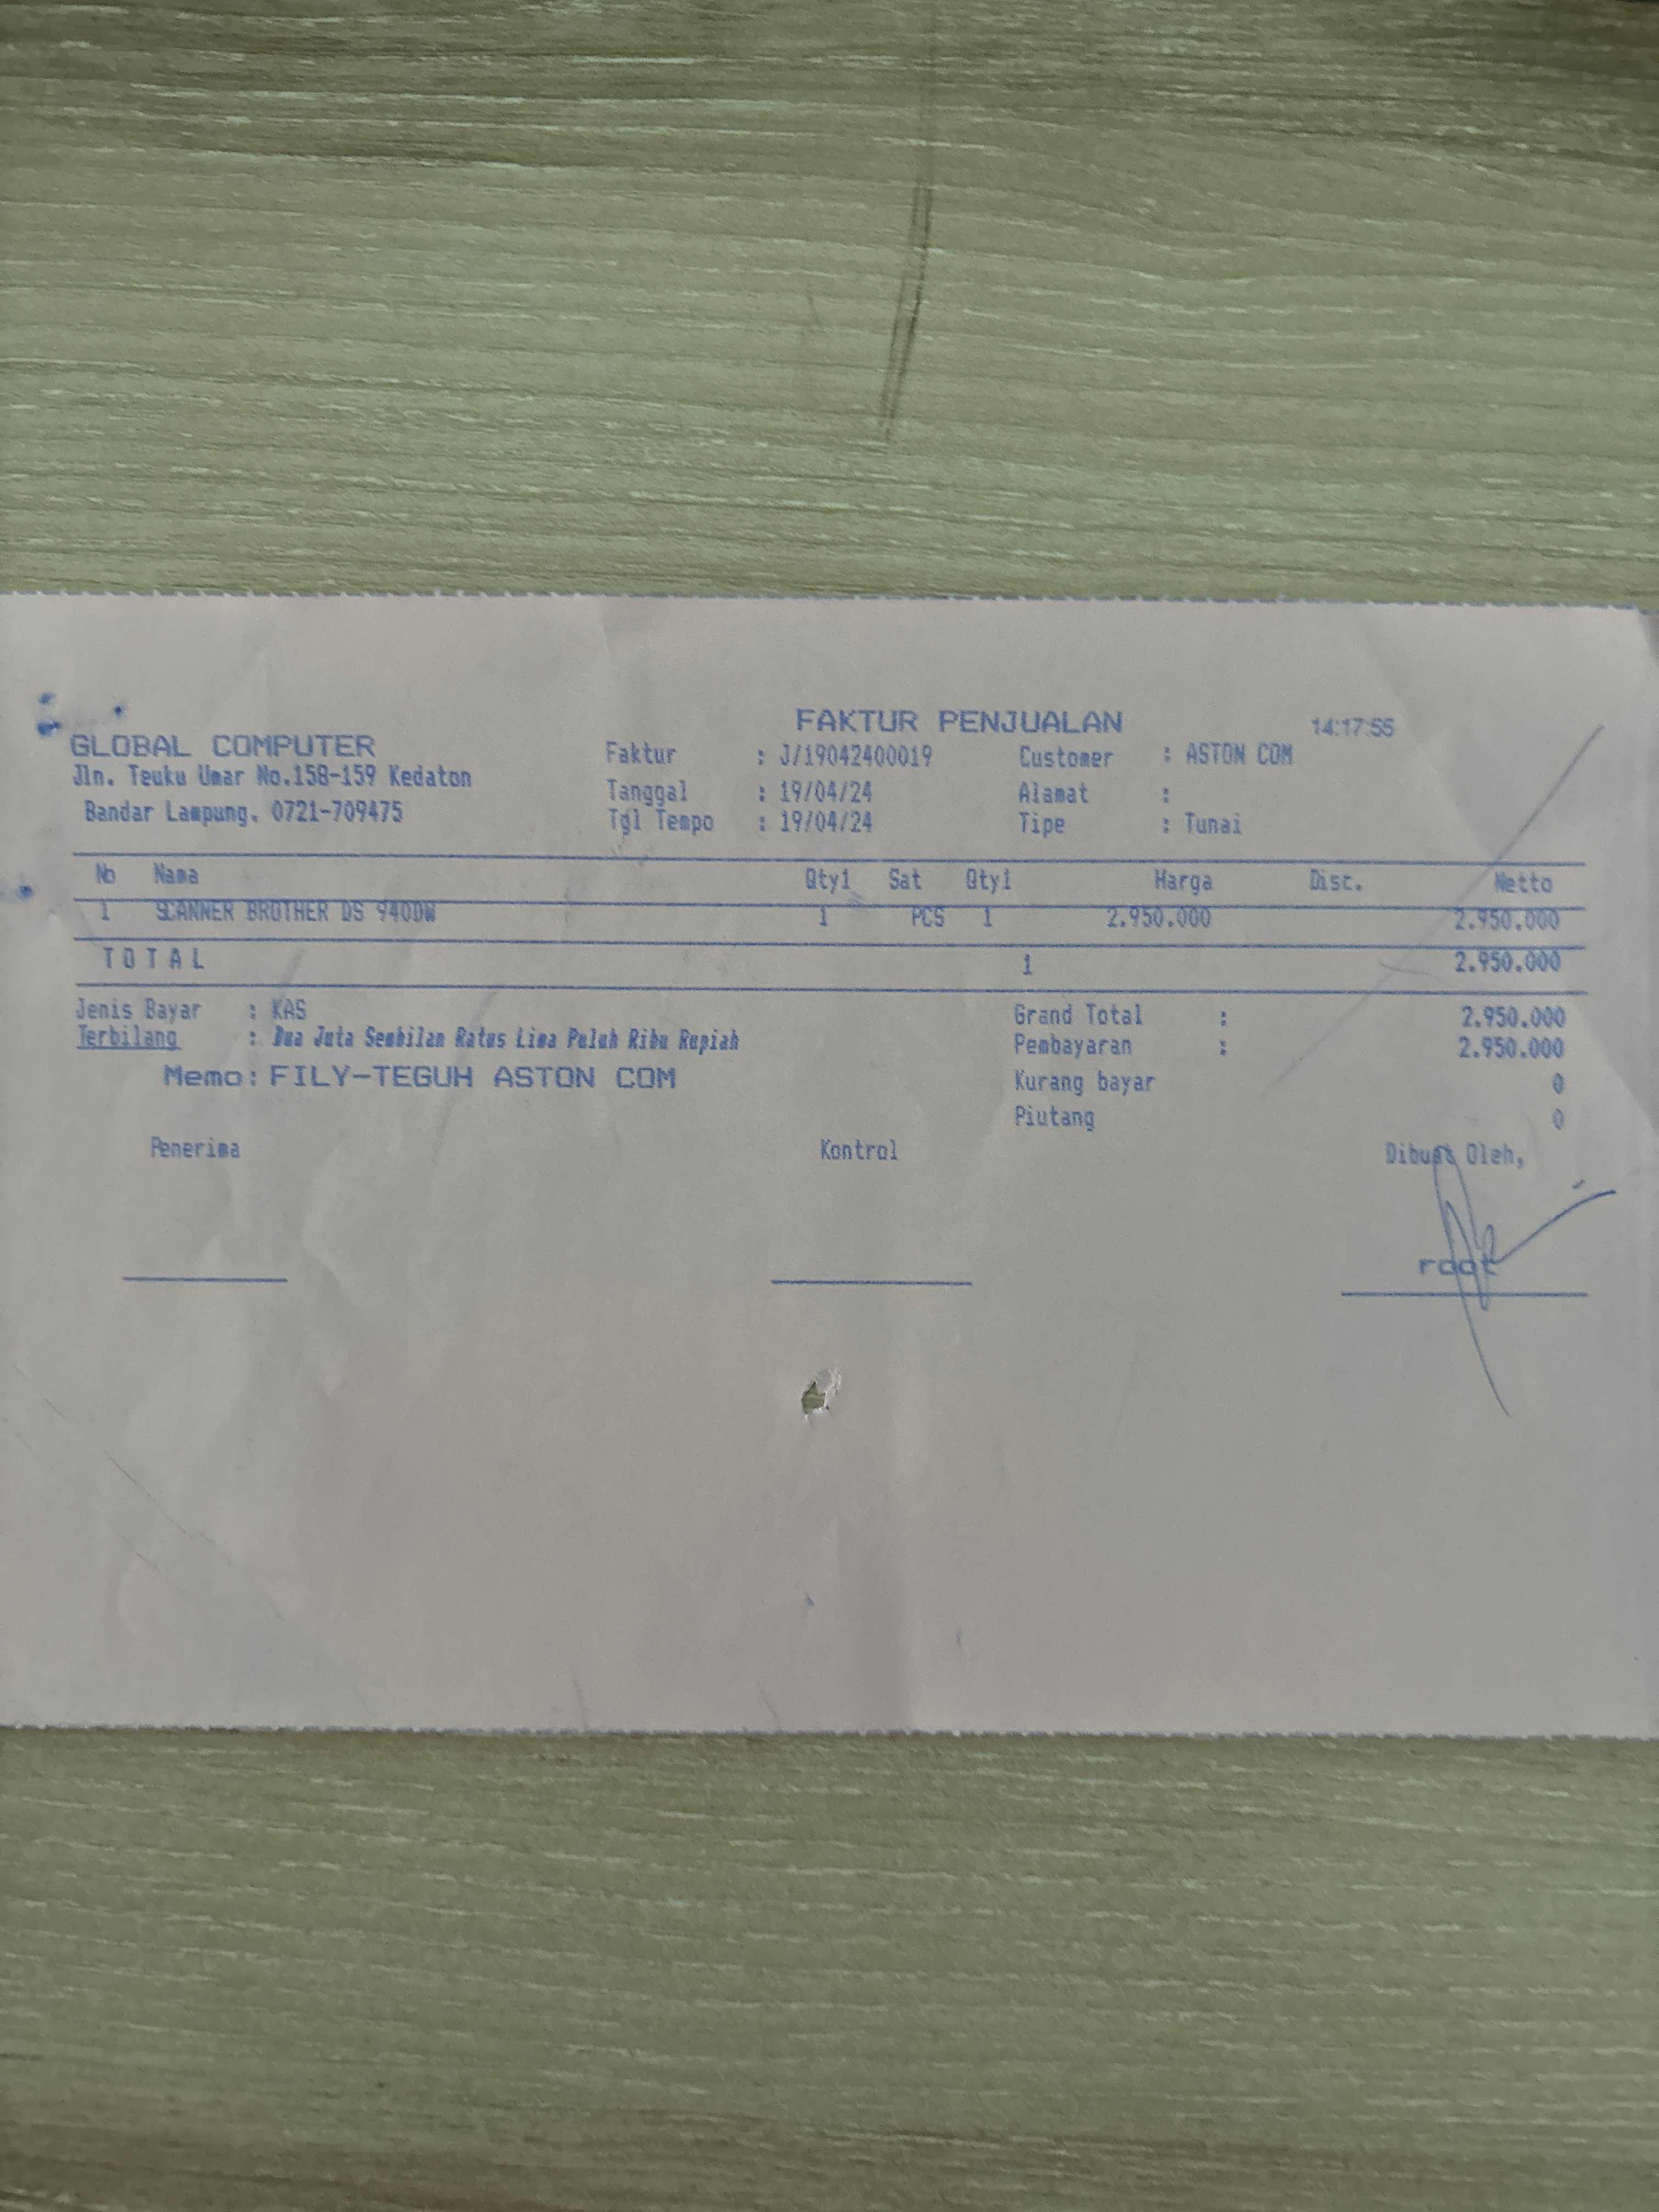 FAKTUR PENJUALAN 14:17:55
GLOBAL COMPUTER
Jln. Teuku Umar No.158-159 Kedaton
Bandar Lampung. 0721-709475
Faktur : J/19042400019
Tanggal : 19/04/24
Tgl Tempo : 19/04/24
Customer : ASTON COM
Alamat :
Tipe : Tunai
No Nama Qty1 Sat Qty1 Harga Disc. Netto
1 SCANNER BROTHER DS 940DW 1 PCS 1 2.950.000 2.950.000
TOTAL 1 2.950.000
Jenis Bayar : KAS
Terbilang : Dua Juta Sembilan Ratus Lima Puluh Ribu Rupiah
Memo : FILY-TEGUH ASTON COM
Grand Total : 2.950.000
Pembayaran : 2.950.000
Kurang bayar 0
Piutang 0
Penerima Kontrol Dibuat Oleh,
root